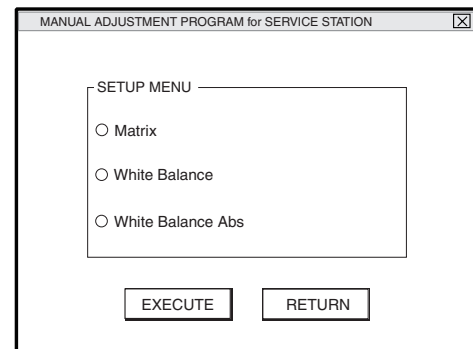 MANUAL ADJUSTMENT PROGRAM for SERVICE STATION
SETUP MENU
Matrix
White Balance
White Balance Abs
EXECUTE RETURN